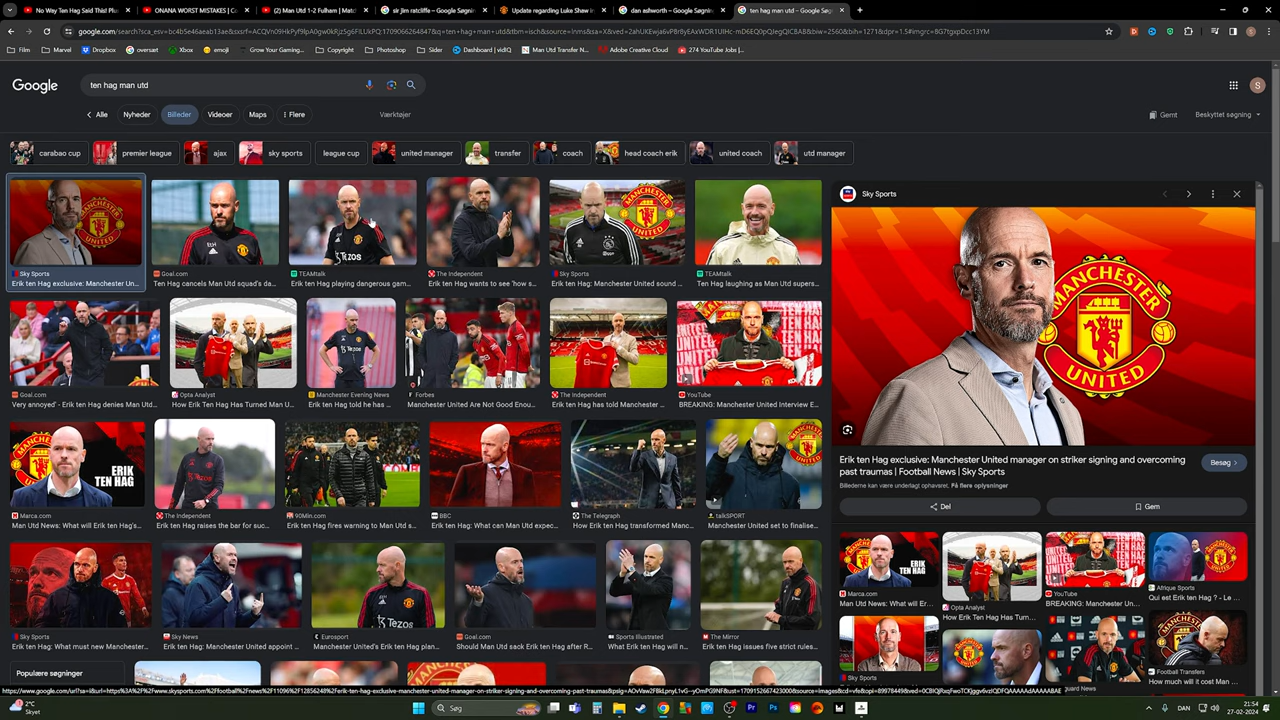 No Way Ten Hag Said This! Plus
ONANA WORST MISTAKES | Co
(2) Man Utd 1-2 Fulham | Match
sir jim ratcliffe – Google Søgning
Update regarding Luke Shaw in
dan ashworth – Google Søgning
ten hag man utd – Google Søg
Film
Marvel
Dropbox
oversæt
Xbox
emoji
Grow Your Gaming...
Copyright
Photoshop
Sider
Dashboard | vidIQ
Man Utd Transfer N...
Adobe Creative Cloud
274 YouTube Jobs |...
Google
ten hag man utd
S
Alle
Nyheder
Billeder
Videoer
Maps
Flere
Værktøjer
Gemt
Beskyttet søgning
carabao cup
premier league
ajax
sky sports
league cup
united manager
transfer
coach
head coach erik
united coach
utd manager
Sky Sports
Erik ten Hag exclusive: Manchester Un...
Goal.com
Ten Hag cancels Man Utd squad's da...
TEAMtalk
Erik ten Hag playing dangerous gam...
The Independent
Erik ten Hag wants to see 'how s...
Sky Sports
Erik ten Hag: Manchester United sound ...
TEAMtalk
Ten Hag laughing as Man Utd supers...
Goal.com
'Very annoyed' - Erik ten Hag denies Man Utd...
Opta Analyst
How Erik Ten Hag Has Turned Man U...
Manchester Evening News
Erik ten Hag told he has ...
Forbes
Manchester United Are Not Good Enou...
The Independent
Erik ten Hag has told Manchester ...
YouTube
BREAKING: Manchester United Interview E...
ERIK
TEN HAG
Marca.com
Man Utd News: What will Erik ten Hag's...
The Independent
Erik ten Hag raises the bar for suc...
90Min.com
Erik ten Hag fires warning to Man Utd s...
BBC
Erik ten Hag: What can Man Utd expec...
The Telegraph
How Erik ten Hag transformed Manc...
talkSPORT
Manchester United set to finalise...
Sky Sports
Erik ten Hag: What must new Manchester...
Sky News
Erik ten Hag: Manchester United appoint ...
Eurosport
Manchester United's Erik ten Hag plan...
Goal.com
Should Man Utd sack Erik ten Hag after R...
Sports Illustrated
What Erik ten Hag will n...
The Mirror
Erik ten Hag issues five strict rules...
Populære søgninger
Sky Sports
MANCHESTER
UNITED
Erik ten Hag exclusive: Manchester United manager on striker signing and overcoming
past traumas | Football News | Sky Sports
Besøg
Billederne kan være underlagt ophavsret. Få flere oplysninger
Del
Gem
ERIK
TEN HAG
Marca.com
Man Utd News: What will Er...
Opta Analyst
How Erik Ten Hag Has Turn...
YouTube
BREAKING: Manchester Un...
Afrique Sports
Qui est Erik ten Hag ? - Le ...
guard News
Football Transfers
How much will it cost Man ...
2°C
Skyet
Søg
DAN
21:54
27-02-2024